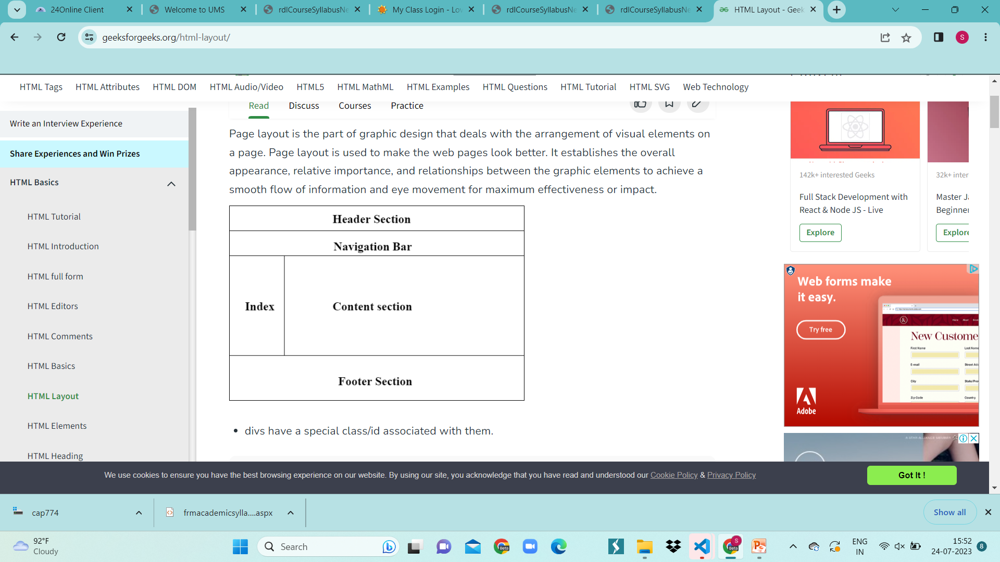 24Online Client
Welcome to UMS
rdlCourseSyllabusNe
My Class Login - Lov
rdlCourseSyllabusNe
rdlCourseSyllabusNe
HTML Layout - Geek
geeksforgeeks.org/html-layout/
S
HTML Tags HTML Attributes HTML DOM HTML Audio/Video HTML5 HTML MathML HTML Examples HTML Questions HTML Tutorial HTML SVG Web Technology
Read Discuss Courses Practice
Write an Interview Experience
Share Experiences and Win Prizes
HTML Basics
HTML Tutorial
HTML Introduction
HTML full form
HTML Editors
HTML Comments
HTML Basics
HTML Layout
HTML Elements
HTML Heading
Page layout is the part of graphic design that deals with the arrangement of visual elements on
a page. Page layout is used to make the web pages look better. It establishes the overall
appearance, relative importance, and relationships between the graphic elements to achieve a
smooth flow of information and eye movement for maximum effectiveness or impact.
Header Section
Navigation Bar
Index
Content section
Footer Section
• divs have a special class/id associated with them.
142k+ interested Geeks
Full Stack Development with
React & Node JS - Live
Explore
32k+ inter
Master Ja
Beginner
Explore
Web forms make
it easy.
Try free
Adobe
&
New Custome
First Name Last Name
E-mail Street Ad
City State/Pro
Zip Code Country
A STAR ALLIANCE MEMBER
We use cookies to ensure you have the best browsing experience on our website. By using our site, you acknowledge that you have read and understood our Cookie Policy & Privacy Policy
Got It !
cap774
frmacademicsylla....aspx
Show all
92°F
Cloudy
Search
Beta
S
Beta
ENG
IN
15:52
24-07-2023
8